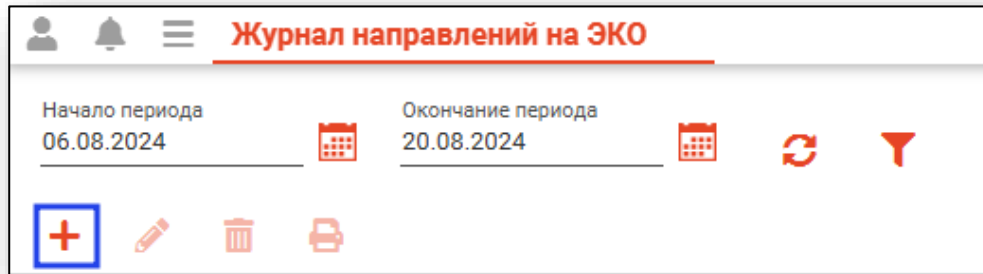 Журнал направлений на ЭКО
Начало периода
Окончание периода
06.08.2024
20.08.2024